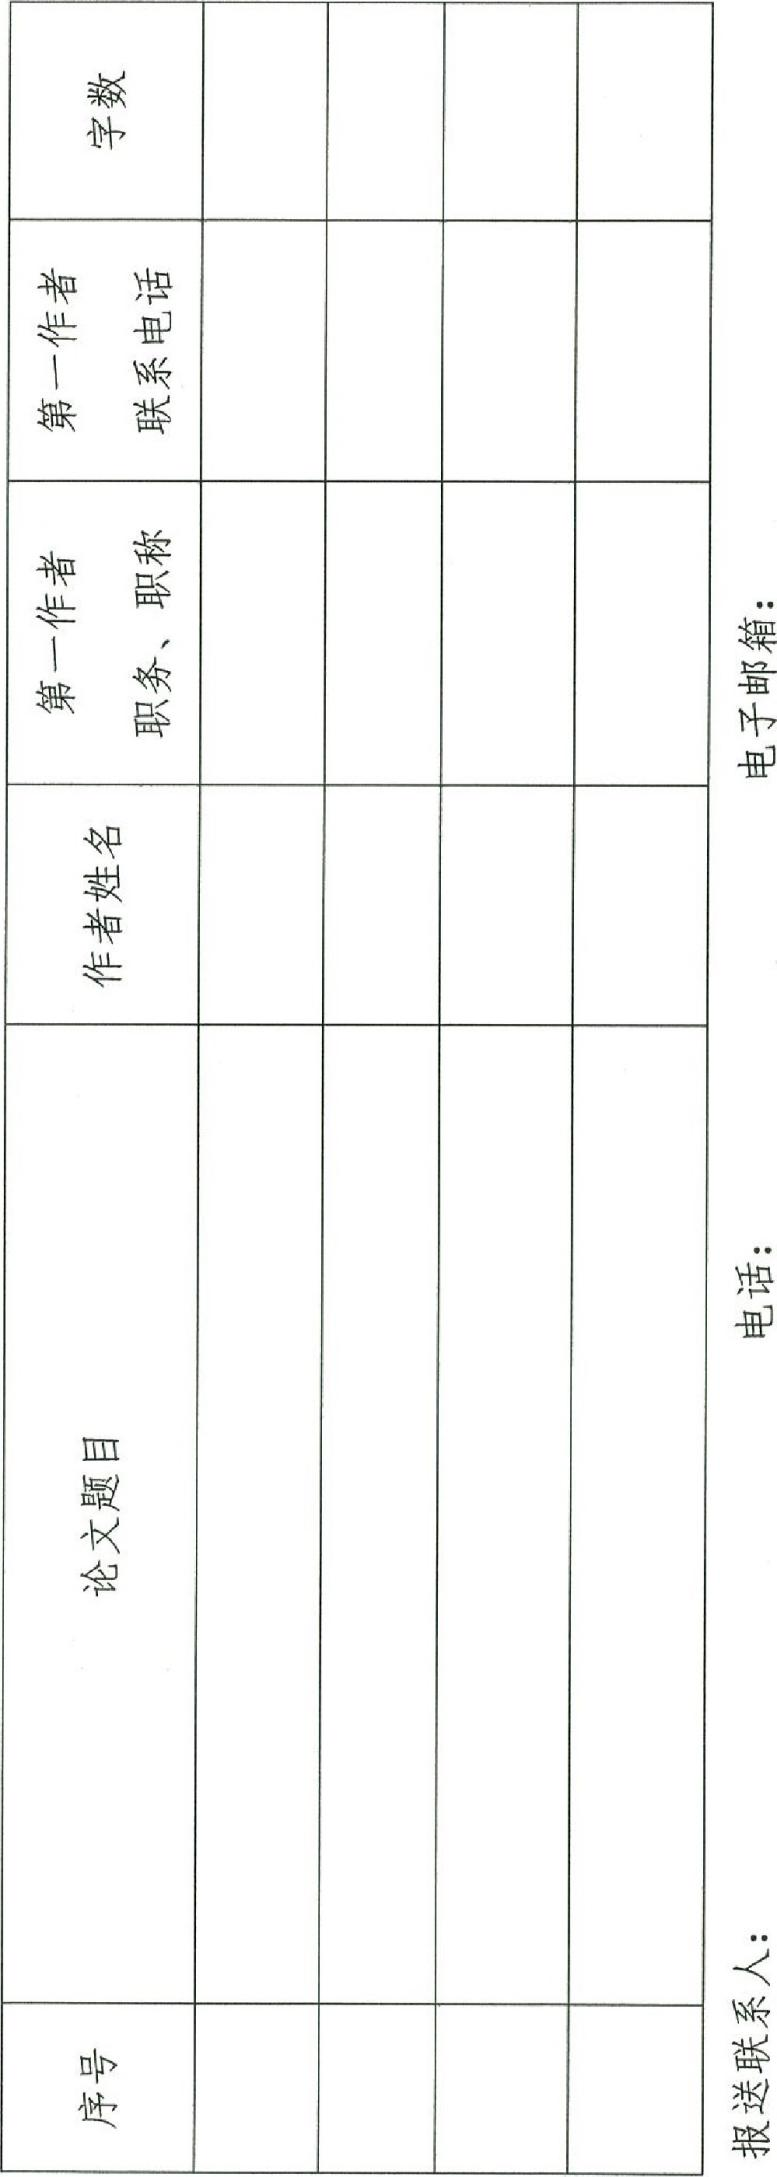 序号
论文题目
作者姓名
第一作者
职务、职称
第一作者
联系电话
字数
报送联系人：
电话：
电子邮箱：